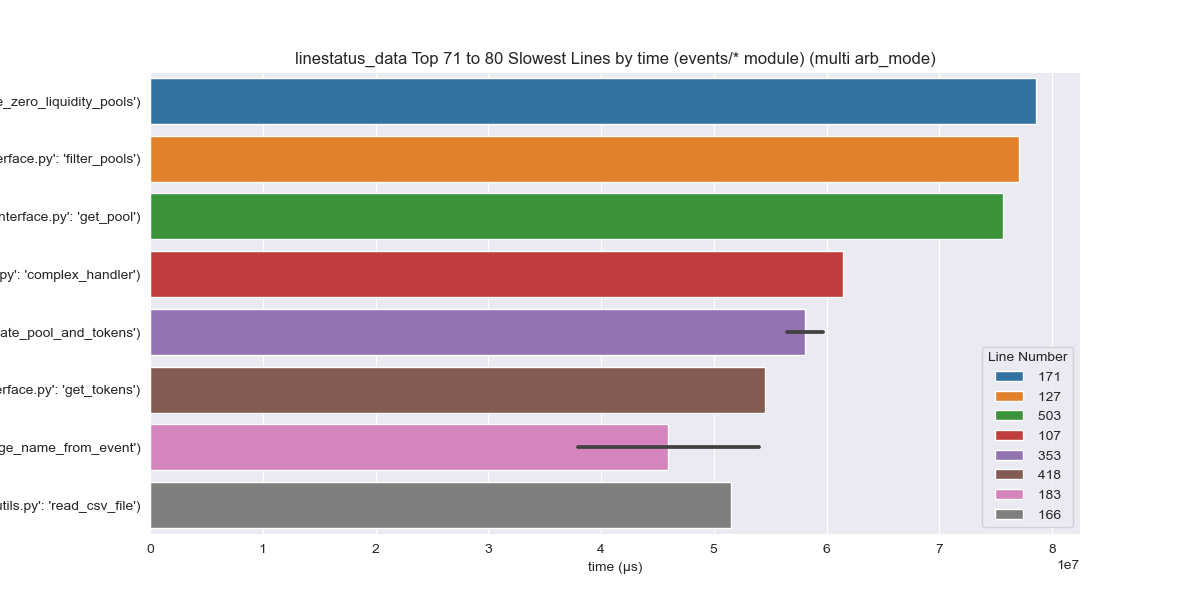 linestatus_data Top 71 to 80 Slowest Lines by time (events/* module) (multi arb_mode)
e_zero_liquidity_pools')
erface.py': 'filter_pools')
nterface.py': 'get_pool')
py': 'complex_handler')
ate_pool_and_tokens')
erface.py': 'get_tokens')
ge_name_from_event')
utils.py': 'read_csv_file')
Line Number
171
127
503
107
353
418
183
166
0 1 2 3 4 5 6 7 8
1e7
time (µs)